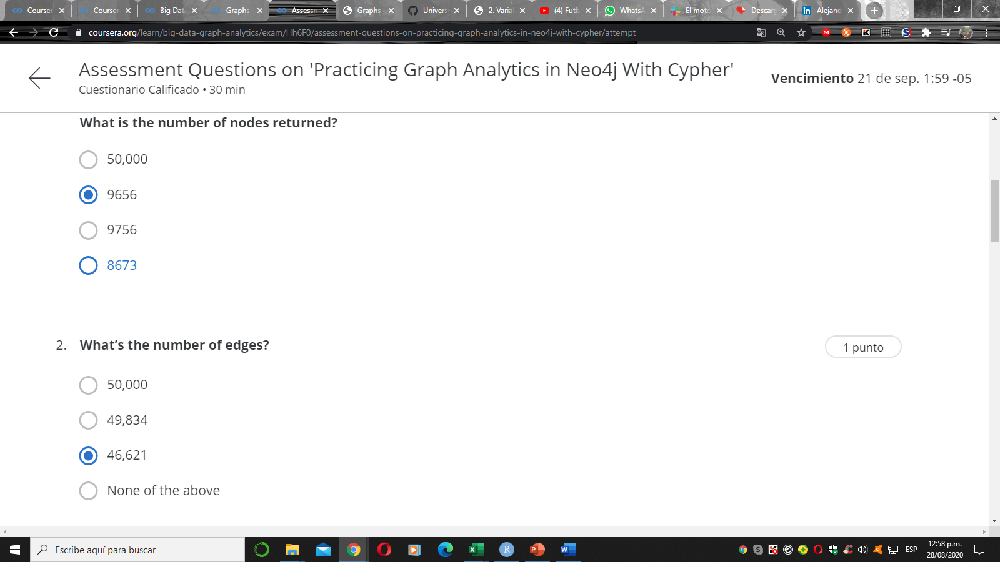 Courser
Courser
Big Dat
Graphs
Assessm
Graphs-
Univers
2. Varia
(4) Futb
WhatsA
El moto
Descarg
Alejand
coursera.org/learn/big-data-graph-analytics/exam/Hh6F0/assessment-questions-on-practicing-graph-analytics-in-neo4j-with-cypher/attempt
Assessment Questions on 'Practicing Graph Analytics in Neo4j With Cypher'
Cuestionario Calificado • 30 min
Vencimiento 21 de sep. 1:59 -05
What is the number of nodes returned?
50,000
9656
9756
8673
2. What's the number of edges?
1 punto
50,000
49,834
46,621
None of the above
Escribe aquí para buscar
ESP
12:58 p.m.
28/08/2020